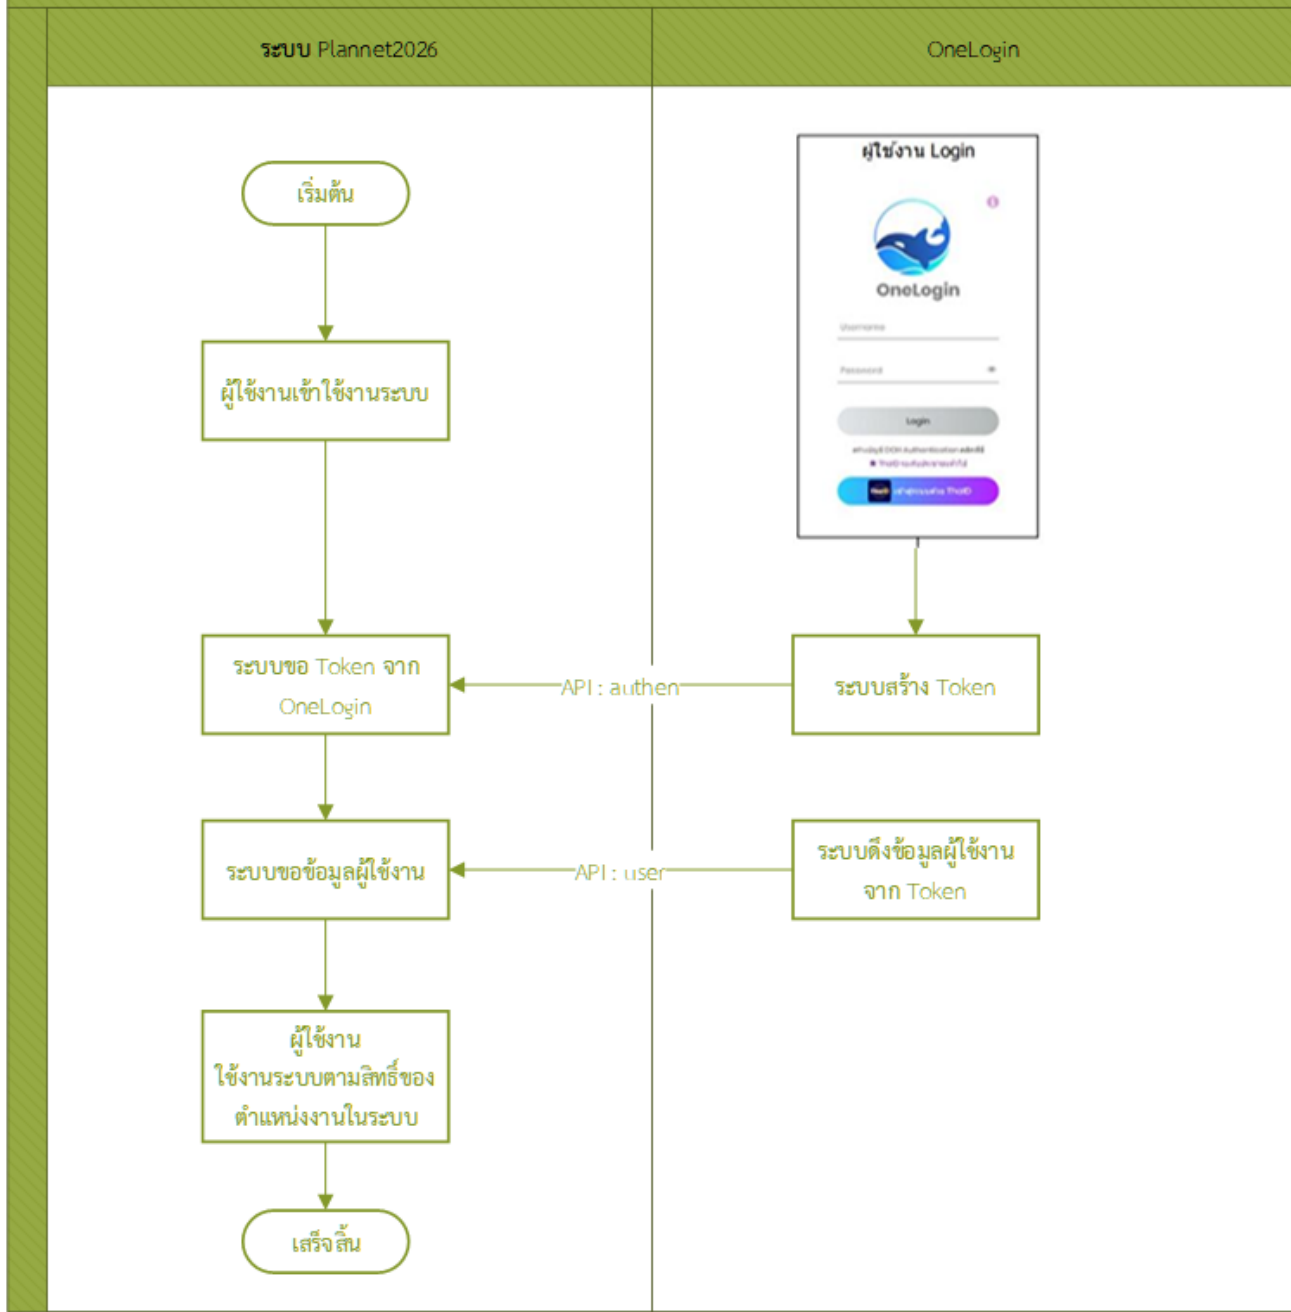 ระบบ Plannet2026
OneLogin
เริ่มต้น
ผู้ใช้งานเข้าใช้งานระบบ
ระบบขอ Token จาก
OneLogin
ระบบขอข้อมูลผู้ใช้งาน
ผู้ใช้งาน
ใช้งานระบบตามสิทธิ์ของ
ตำแหน่งงานในระบบ
เสร็จสิ้น
API : authen
API : user
ผู้ใช้งาน Login
OneLogin
Username
Password
Login
ระบบสร้าง Token
ระบบดึงข้อมูลผู้ใช้งาน
จาก Token